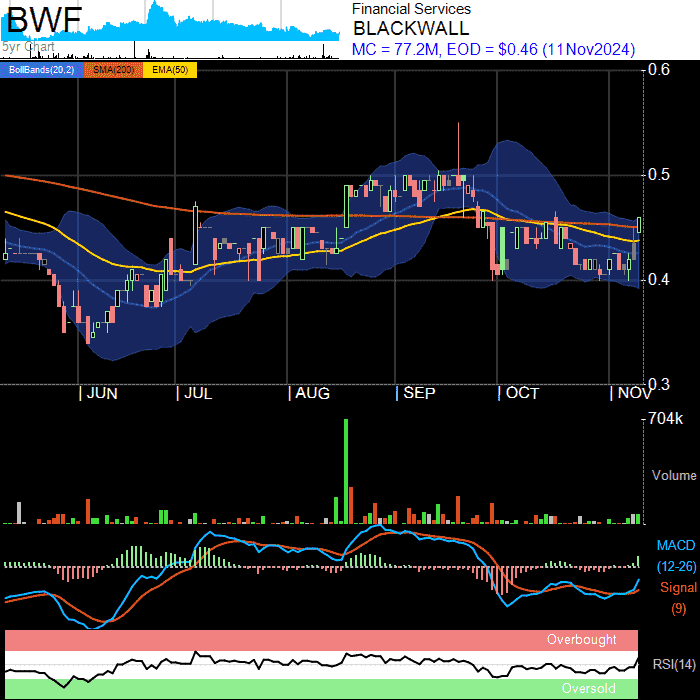 BWF
5yr Chart
Financial Services
BLACKWALL
MC = 77.2M, EOD = $0.46 (11Nov2024)
BollBands(20,2) SMA(200) EMA(50)
0.6
0.5
0.4
0.3
|JUN |JUL |AUG |SEP |OCT |NOV
704k
Volume
MACD
(12-26)
Signal
(9)
Overbought
RSI(14)
Oversold